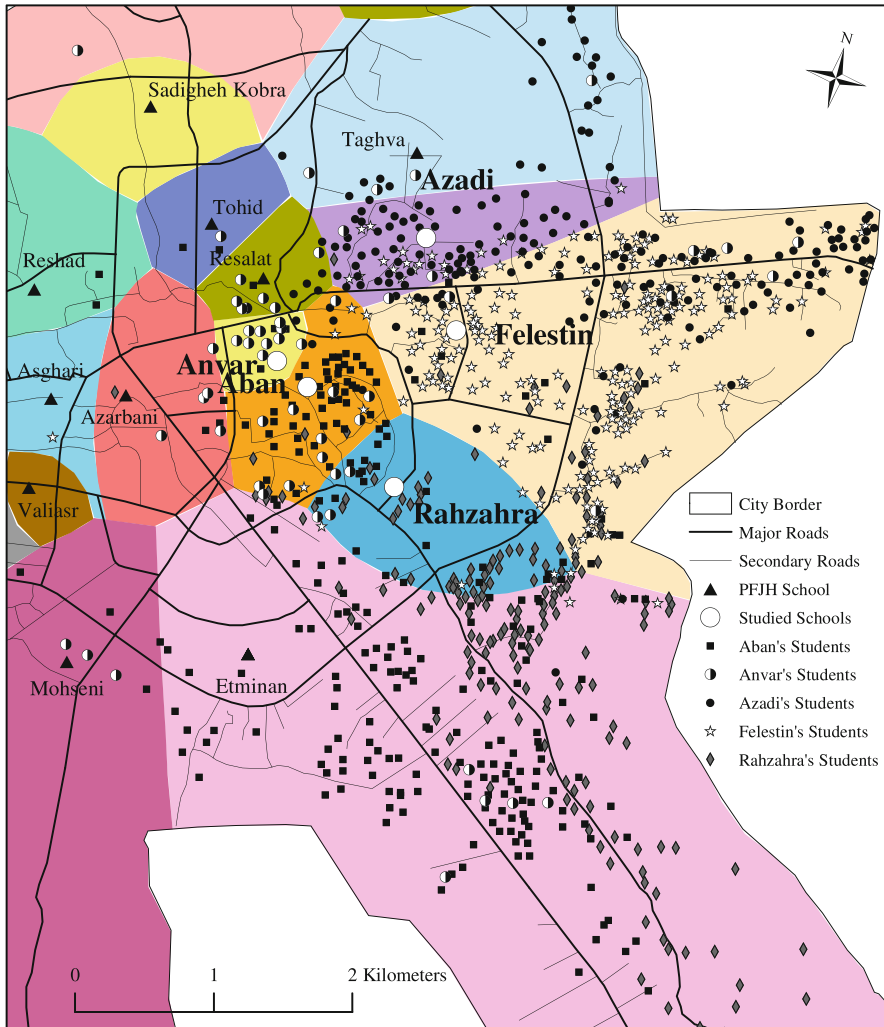 N
Sadigheh Kobra
Taghva
Azadi
Tohid
Reshad
Resalat
Felestin
Anvar
Aban
Asghari
Azarbani
Valiasr
Rahzahra
City Border
Major Roads
Secondary Roads
PFJH School
Studied Schools
Aban's Students
Anvar's Students
Azadi's Students
Felestin's Students
Rahzahra's Students
Mohseni
Etminan
0 1 2 Kilometers